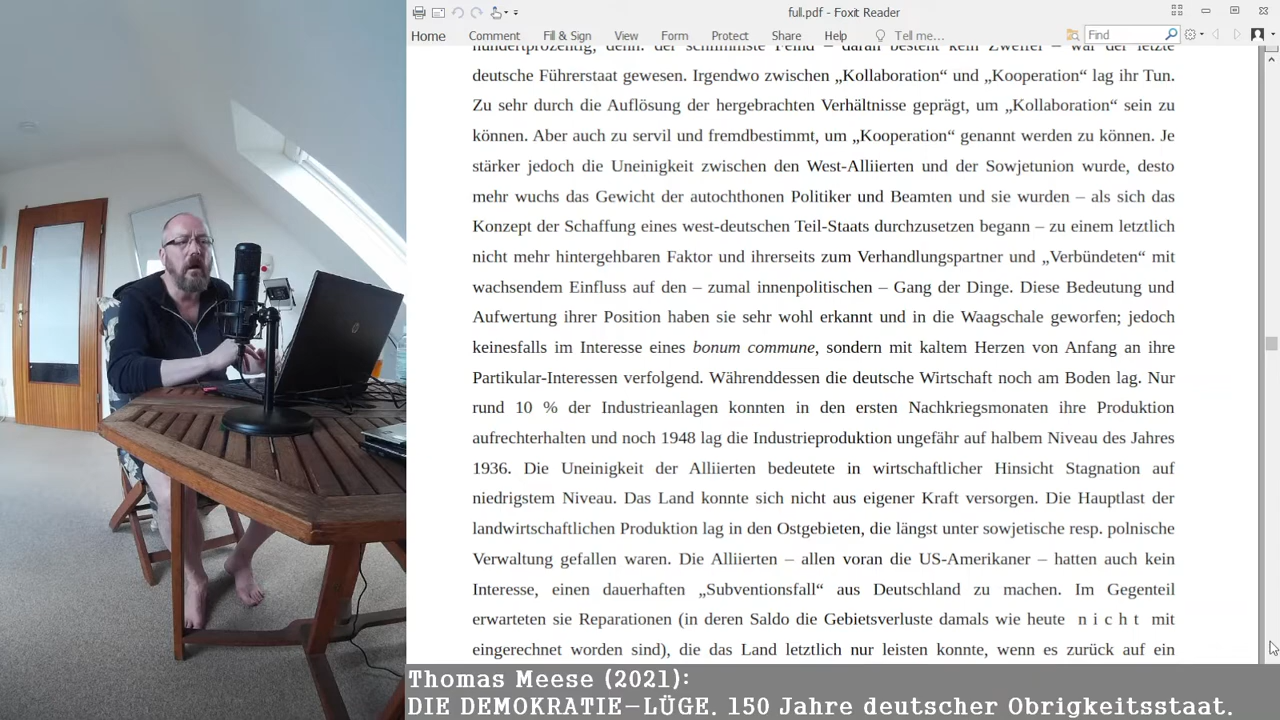 full.pdf - Foxit Reader
Home Comment Fill & Sign View Form Protect Share Help Tell me... Find
deutsche Führerstaat gewesen. Irgendwo zwischen „Kollaboration“ und „Kooperation“ lag ihr Tun.
Zu sehr durch die Auflösung der hergebrachten Verhältnisse geprägt, um „Kollaboration“ sein zu
können. Aber auch zu servil und fremdbestimmt, um „Kooperation“ genannt werden zu können. Je
stärker jedoch die Uneinigkeit zwischen den West-Alliierten und der Sowjetunion wurde, desto
mehr wuchs das Gewicht der autochthonen Politiker und Beamten und sie wurden – als sich das
Konzept der Schaffung eines west-deutschen Teil-Staats durchzusetzen begann – zu einem letztlich
nicht mehr hintergehbaren Faktor und ihrerseits zum Verhandlungspartner und „Verbündeten“ mit
wachsendem Einfluss auf den – zumal innenpolitischen – Gang der Dinge. Diese Bedeutung und
Aufwertung ihrer Position haben sie sehr wohl erkannt und in die Waagschale geworfen; jedoch
keinesfalls im Interesse eines bonum commune, sondern mit kaltem Herzen von Anfang an ihre
Partikular-Interessen verfolgend. Währenddessen die deutsche Wirtschaft noch am Boden lag. Nur
rund 10 % der Industrieanlagen konnten in den ersten Nachkriegsmonaten ihre Produktion
aufrechterhalten und noch 1948 lag die Industrieproduktion ungefähr auf halbem Niveau des Jahres
1936. Die Uneinigkeit der Alliierten bedeutete in wirtschaftlicher Hinsicht Stagnation auf
niedrigstem Niveau. Das Land konnte sich nicht aus eigener Kraft versorgen. Die Hauptlast der
landwirtschaftlichen Produktion lag in den Ostgebieten, die längst unter sowjetische resp. polnische
Verwaltung gefallen waren. Die Alliierten – allen voran die US-Amerikaner – hatten auch kein
Interesse, einen dauerhaften „Subventionsfall“ aus Deutschland zu machen. Im Gegenteil
erwarteten sie Reparationen (in deren Saldo die Gebietsverluste damals wie heute n i c h t mit
eingerechnet worden sind), die das Land letztlich nur leisten konnte, wenn es zurück auf ein
Thomas Meese (2021):
DIE DEMOKRATIE-LÜGE. 150 Jahre deutscher Obrigkeitsstaat.